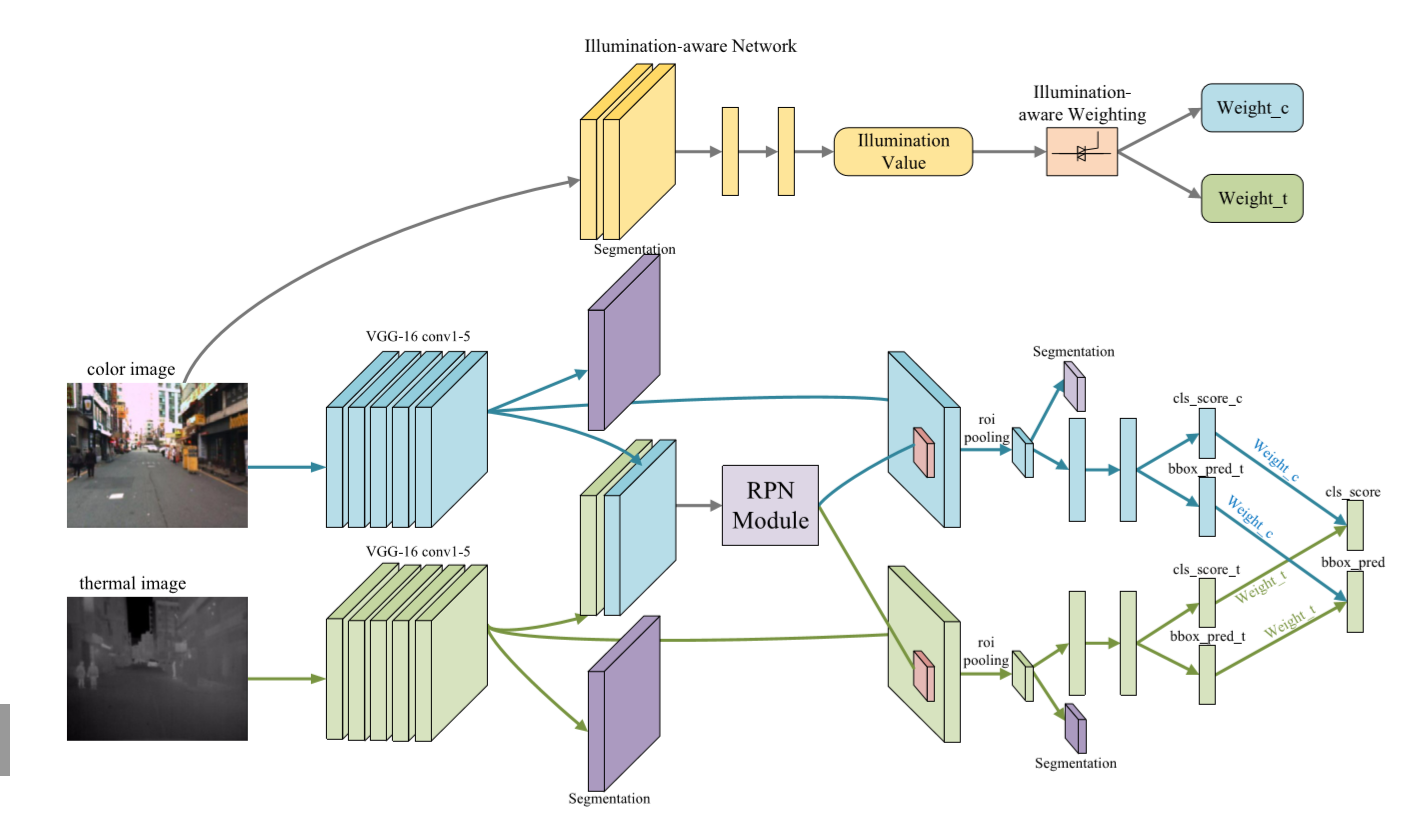 Illumination-aware Network
Illumination-
aware Weighting
Weight_c
Illumination
Value
Weight_t
Segmentation
VGG-16 conv1-5
color image
Segmentation
cls_score_c
roi
pooling
Weight_c
bbox_pred_t
cls_score
RPN
Module
Weight_c
VGG-16 conv1-5
thermal image
bbox_pred
cls_score_t
Weight_t
Weight_t
bbox_pred_t
roi
pooling
Segmentation
Segmentation